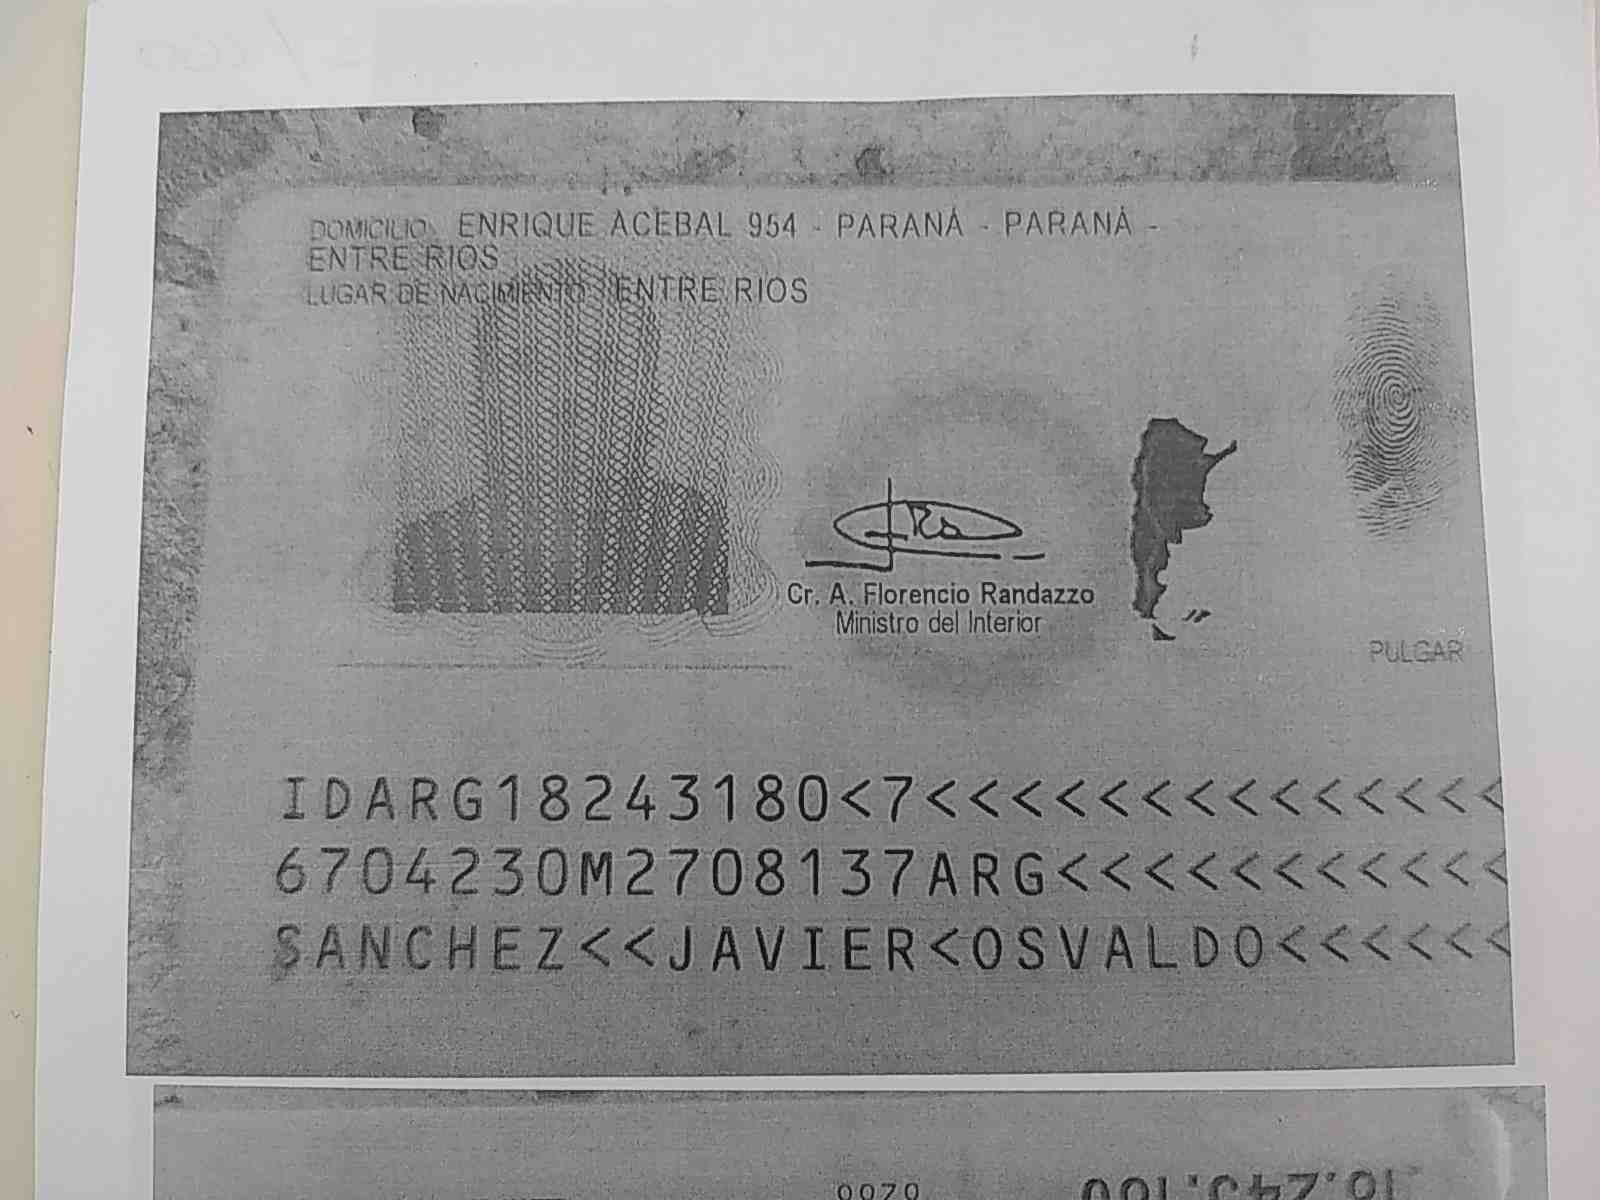 DOMICILIO: ENRIQUE ACEBAL 954 - PARANÁ - PARANÁ -
ENTRE RIOS
LUGAR DE NACIMIENTO: ENTRE RIOS
Cr. A. Florencio Randazzo
Ministro del Interior
PULGAR
IDARG18243180<7<<<<<<<<<<<<<<
6704230M2708137ARG<<<<<<<<<<<
SANCHEZ<<JAVIER<OSVALDO<<<<<<